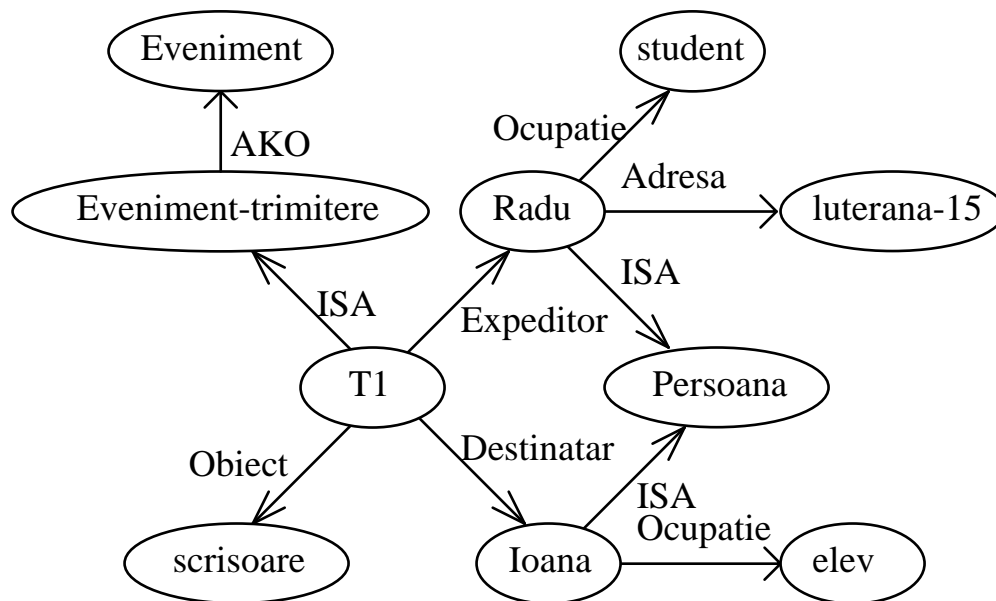 Eveniment
student
Ocupatie
AKO
Adresa
Eveniment-trimitere
Radu
luterana-15
ISA
ISA
Expeditor
T1
Persoana
Destinatar
Obiect
ISA
Ocupatie
scrisoare
Ioana
elev